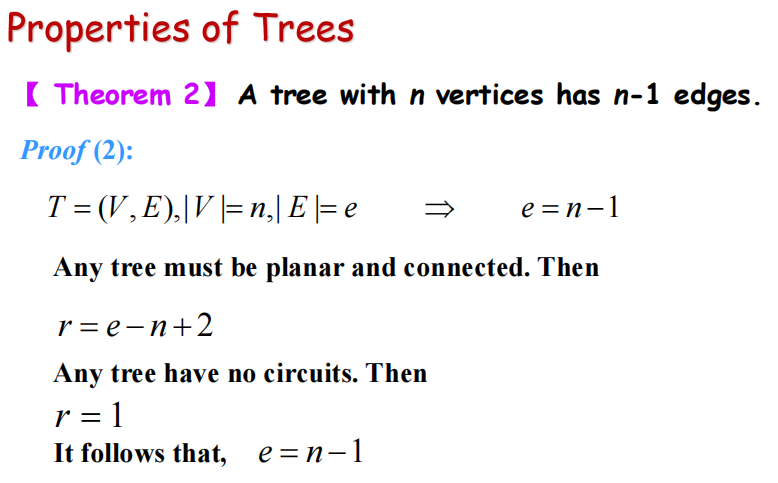 Properties of Trees
【 Theorem 2】 A tree with n vertices has n-1 edges.
Proof (2):
T = (V, E),| V |= n,| E |= e ⇒ e = n − 1
Any tree must be planar and connected. Then
r = e − n + 2
Any tree have no circuits. Then
r = 1
It follows that, e = n − 1